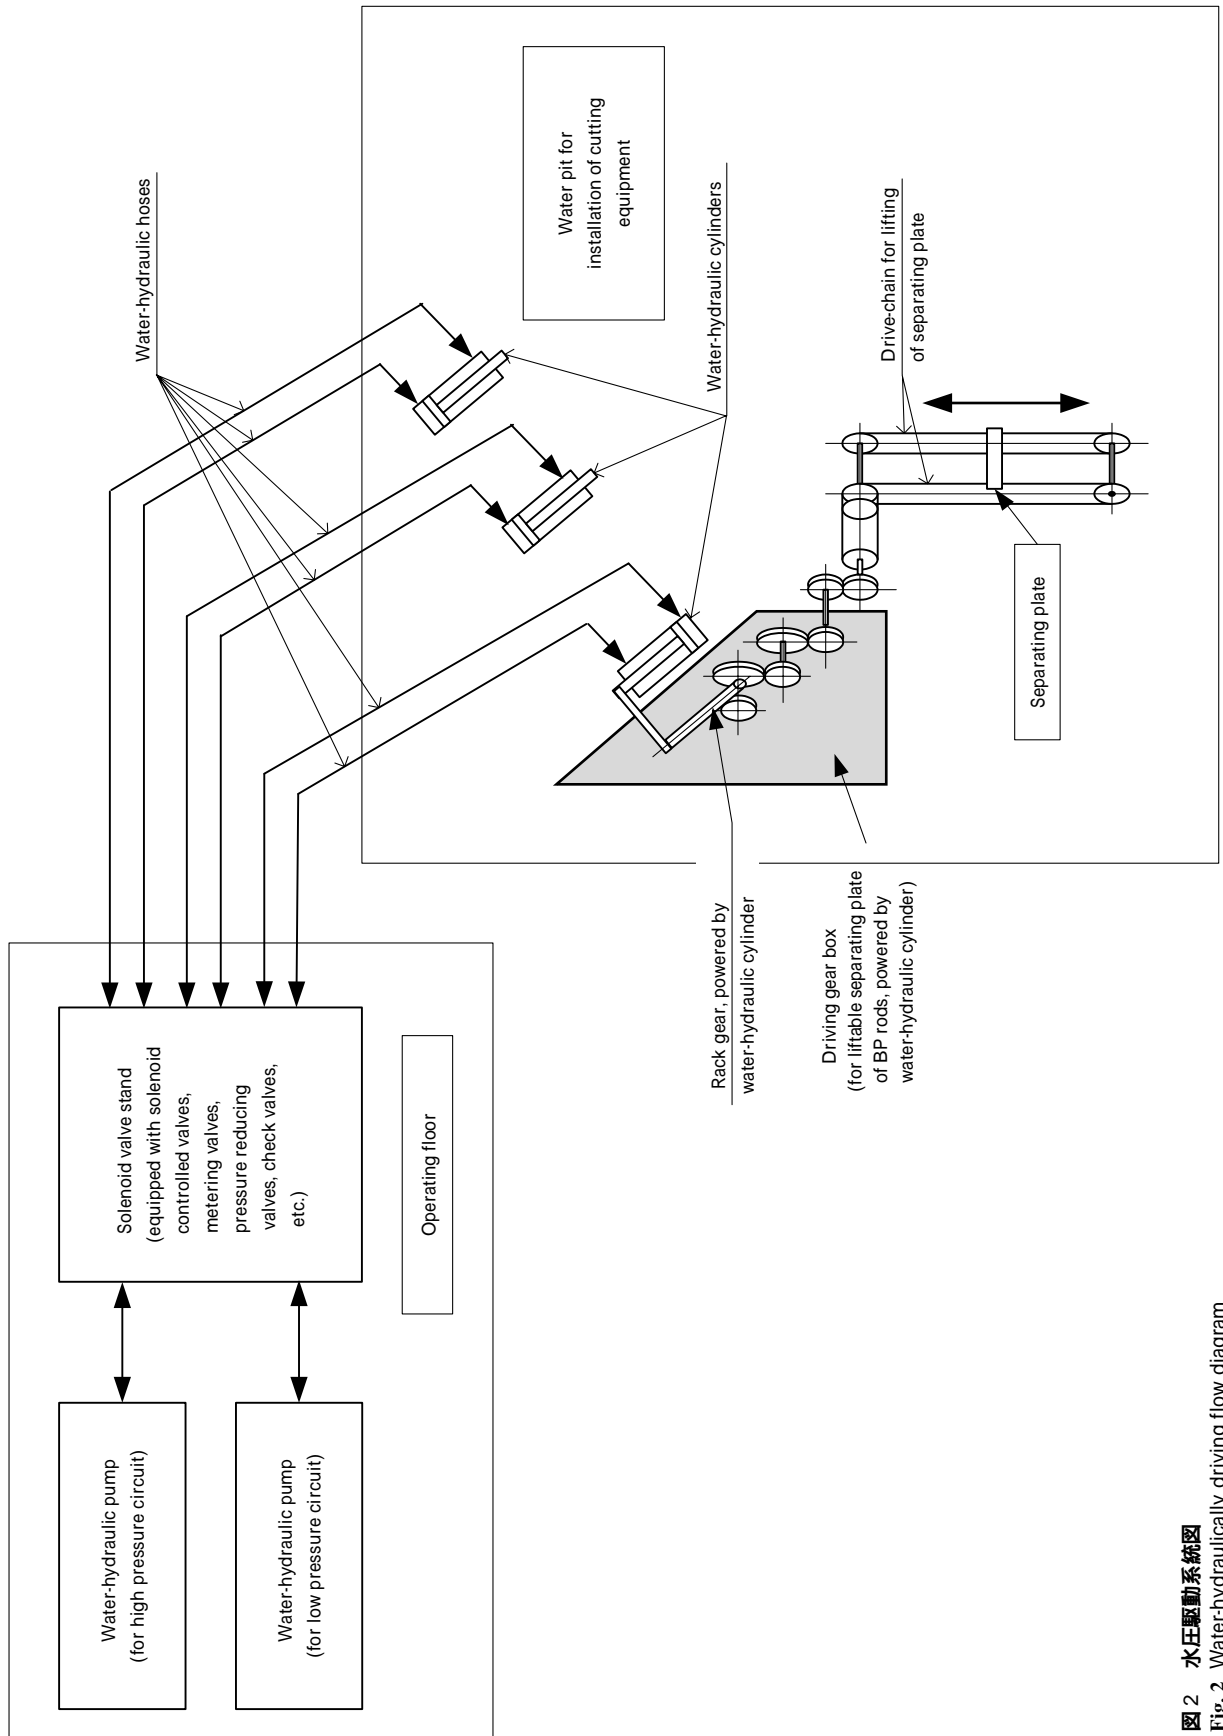 Water-hydraulic pump
(for high pressure circuit)
Water-hydraulic pump
(for low pressure circuit)
Solenoid valve stand
(equipped with solenoid
controlled valves,
metering valves,
pressure reducing
valves, check valves,
etc.)
Operating floor
Water-hydraulic hoses
Water pit for
installation of cutting
equipment
Water-hydraulic cylinders
Drive-chain for lifting
of separating plate
Separating plate
Rack gear, powered by
water-hydraulic cylinder
Driving gear box
(for liftable separating plate
of BP rods, powered by
water-hydraulic cylinder)
図 2 水圧駆動系統図
Fig. 2 Water-hydraulically driving flow diagram